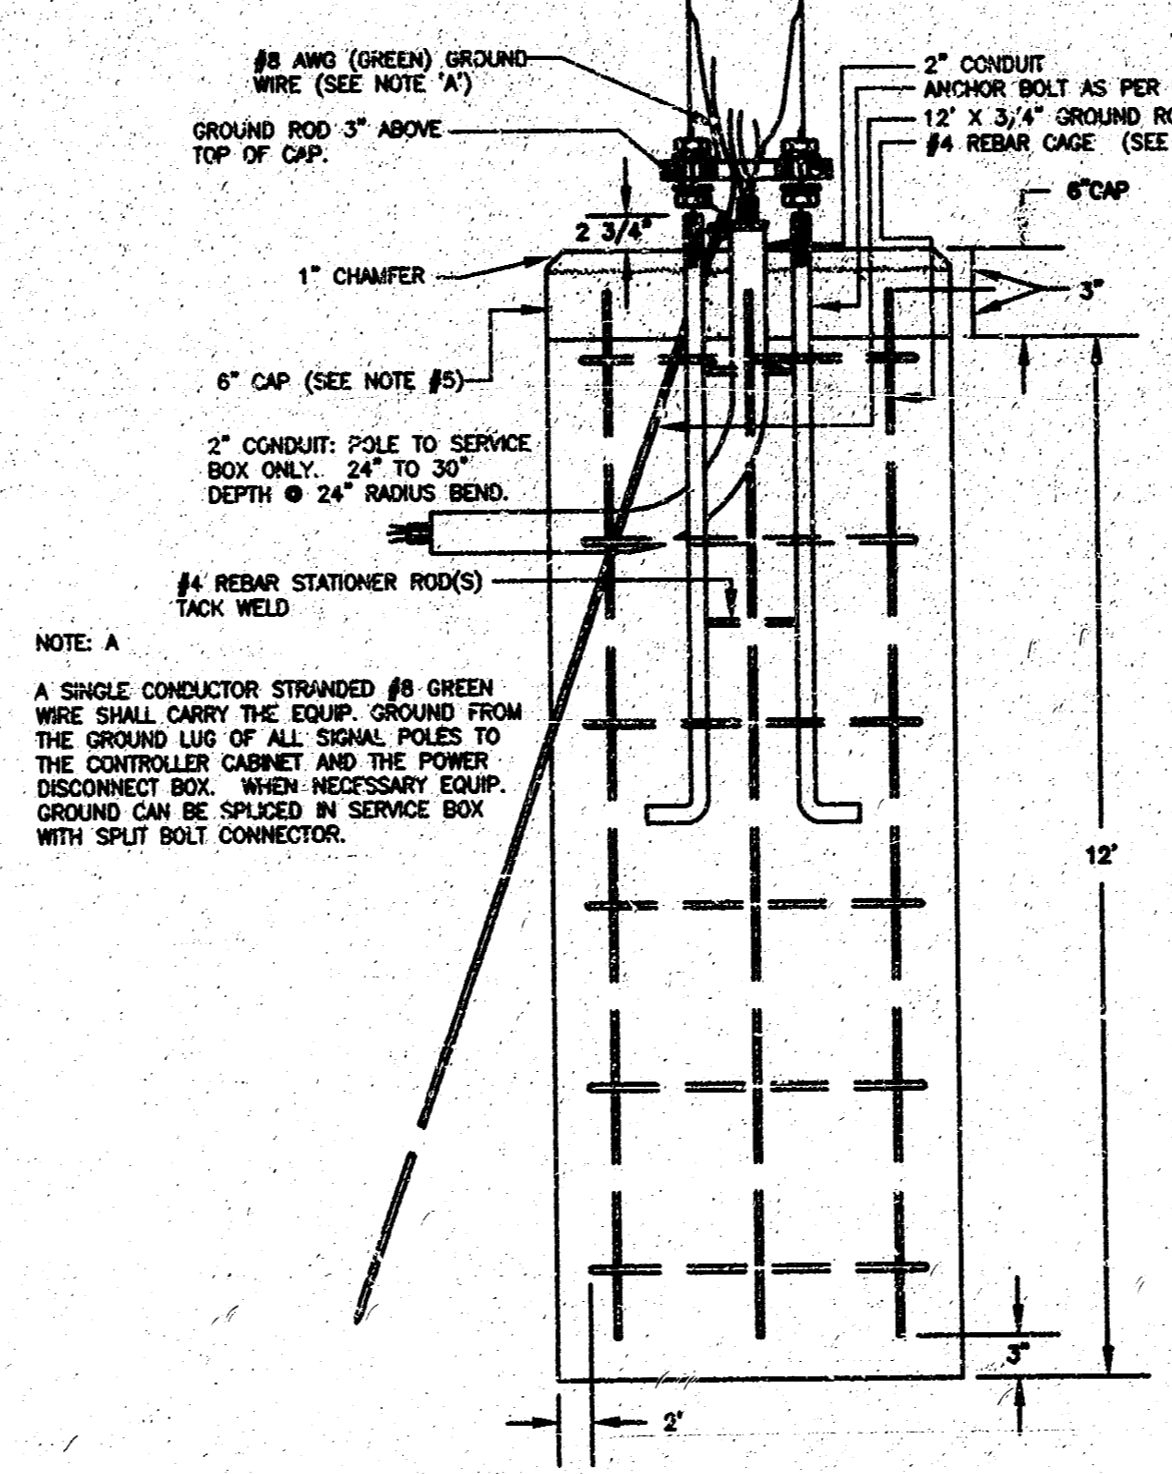 #8 AWG (GREEN) GROUND
WIRE (SEE NOTE 'A')
GROUND ROD 3" ABOVE
TOP OF CAP.
2" CONDUIT
ANCHOR BOLT AS PER
12' X 3/4" GROUND RO
#4 REBAR CAGE (SEE
6"CAP
2 3/4"
1" CHAMFER
3"
6" CAP (SEE NOTE #5)
2" CONDUIT: POLE TO SERVICE
BOX ONLY. 24" TO 30"
DEPTH @ 24" RADIUS BEND.
#4 REBAR STATIONER ROD(S)
TACK WELD
NOTE: A
A SINGLE CONDUCTOR STRANDED #8 GREEN
WIRE SHALL CARRY THE EQUIP. GROUND FROM
THE GROUND LUG OF ALL SIGNAL POLES TO
THE CONTROLLER CABINET AND THE POWER
DISCONNECT BOX. WHEN NECESSARY EQUIP.
GROUND CAN BE SPLICED IN SERVICE BOX
WITH SPLIT BOLT CONNECTOR.
12'
3"
2'